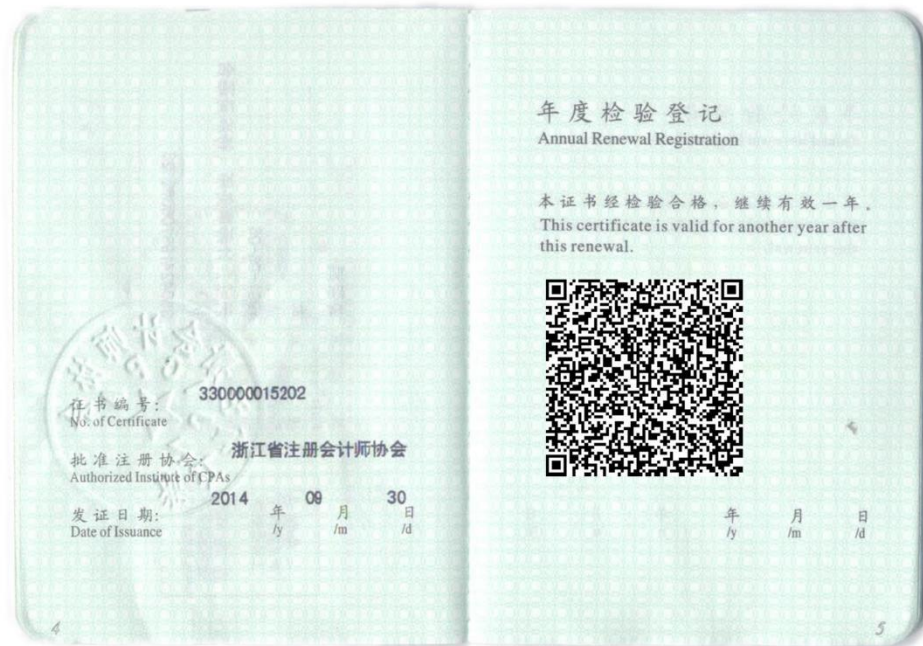 证书编号:
No. of Certificate
330000015202
批准注册协会:
Authorized Institute of CPAs
浙江省注册会计师协会
发证日期:
Date of Issuance
2014 年 09 月 30 日
/y /m /d
4
年度检验登记
Annual Renewal Registration
本证书经检验合格，继续有效一年。
This certificate is valid for another year after
this renewal.
年 月 日
/y /m /d
5